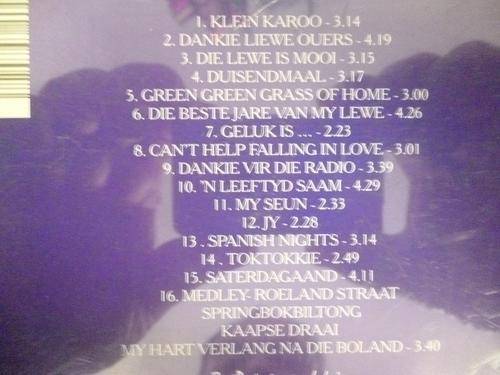 1. KLEIN KAROO - 3.14
2. DANKIE LIEWE OUERS - 4.19
3. DIE LEWE IS MOOI - 3.15
4. DUISENDMAAL - 3.17
5. GREEN GREEN GRASS OF HOME - 3.00
6. DIE BESTE JARE VAN MY LEWE - 4.26
7. GELUK IS ... - 2.23
8. CAN'T HELP FALLING IN LOVE - 3.01
9. DANKIE VIR DIE RADIO - 3.39
10. 'N LEEFTYD SAAM - 4.29
11. MY SEUN - 2.33
12. JY - 2.28
13 . SPANISH NIGHTS - 3.14
14 . TOKTOKKIE - 2.49
15. SATERDAGAAND - 4.11
16. MEDLEY- ROELAND STRAAT
SPRINGBOKBILTONG
KAAPSE DRAAI
MY HART VERLANG NA DIE BOLAND - 3.40